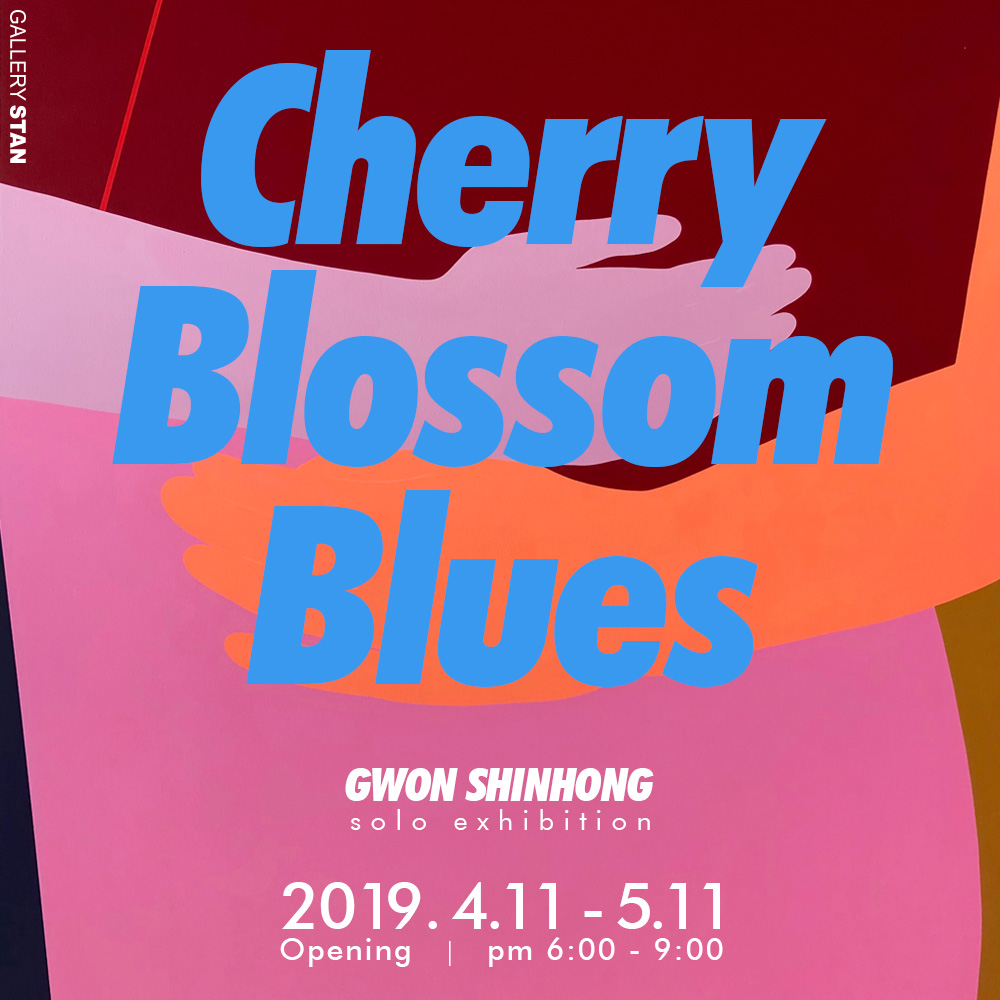 GALLERY STAN
Cherry
Blossom
Blues
GWON SHINHONG
solo exhibition
2019. 4.11 - 5.11
Opening | pm 6:00 - 9:00